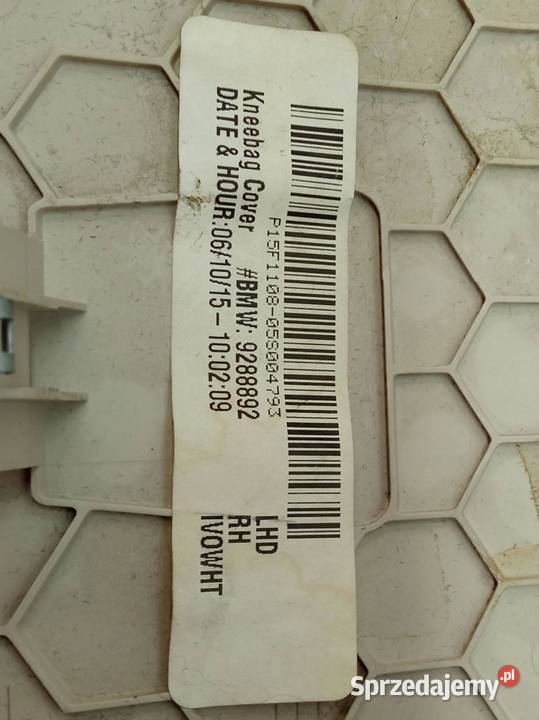 P15F1108-05S004793
Kneebag Cover #BMW: 9288892
DATE & HOUR:06/10/15 – 10:02:09
LHD
RH
IVOWHT
Sprzedajemy.pl